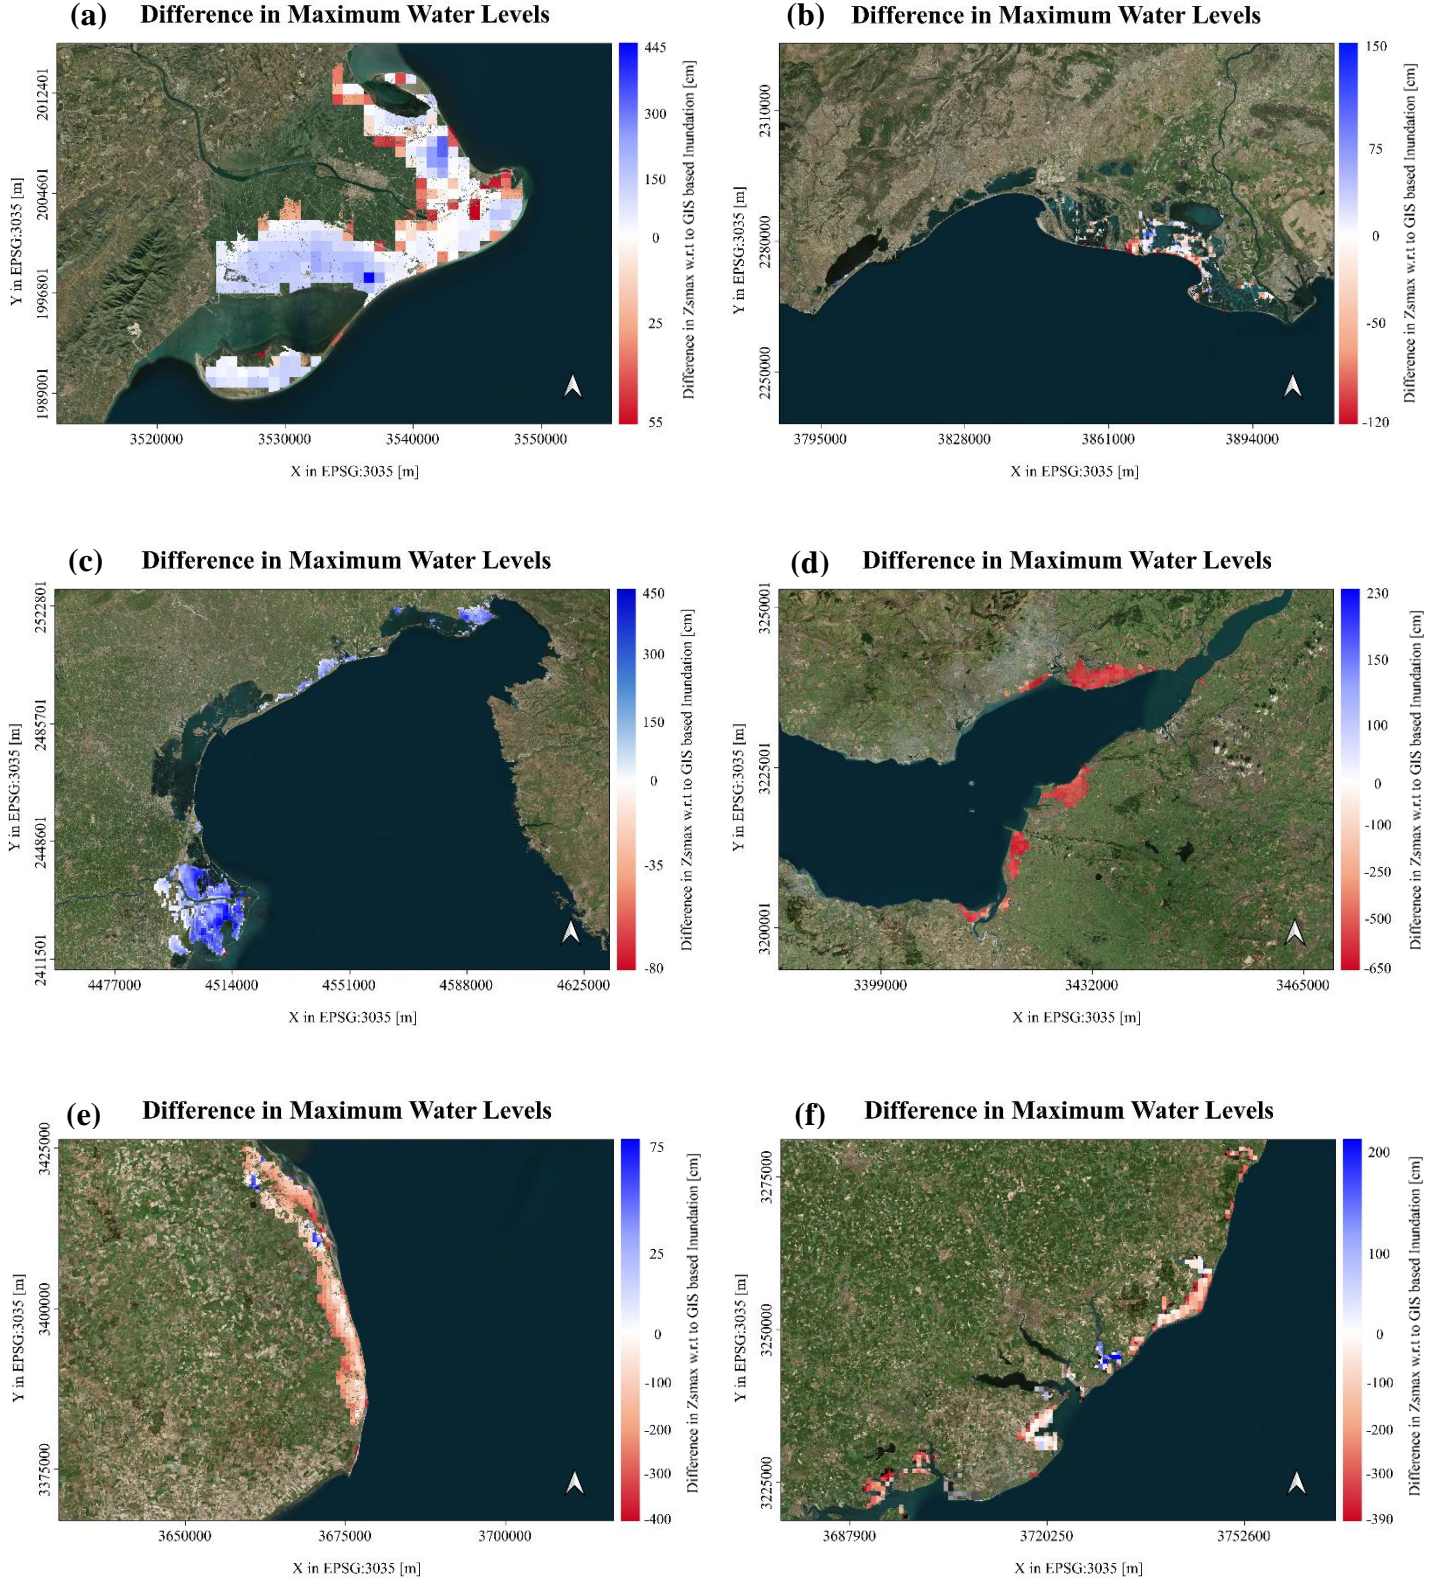 (a) Difference in Maximum Water Levels
445
300
150
0
25
55
Difference in Zsmax w.r.t to GIS based Inundation [cm]
2012401
2004601
1996801
1989001
Y in EPSG:3035 [m]
3520000 3530000 3540000 3550000
X in EPSG:3035 [m]
(b) Difference in Maximum Water Levels
150
75
0
-50
-120
Difference in Zsmax w.r.t to GIS based Inundation [cm]
2310000
2280000
2250000
Y in EPSG:3035 [m]
3795000 3828000 3861000 3894000
X in EPSG:3035 [m]
(c) Difference in Maximum Water Levels
450
300
150
0
-35
-80
Difference in Zsmax w.r.t to GIS based Inundation [cm]
2522801
2485701
2448601
2411501
Y in EPSG:3035 [m]
4477000 4514000 4551000 4588000 4625000
X in EPSG:3035 [m]
(d) Difference in Maximum Water Levels
230
150
100
0
-100
-250
-500
-650
Difference in Zsmax w.r.t to GIS based Inundation [cm]
3250001
3225001
3200001
Y in EPSG:3035 [m]
3399000 3432000 3465000
X in EPSG:3035 [m]
(e) Difference in Maximum Water Levels
75
25
0
-100
-300
-400
Difference in Zsmax w.r.t to GIS based Inundation [cm]
3425000
3400000
3375000
Y in EPSG:3035 [m]
3650000 3675000 3700000
X in EPSG:3035 [m]
(f) Difference in Maximum Water Levels
200
100
0
-100
-200
-300
-390
Difference in Zsmax w.r.t to GIS based Inundation [cm]
3275000
3250000
3225000
Y in EPSG:3035 [m]
3687900 3720250 3752600
X in EPSG:3035 [m]